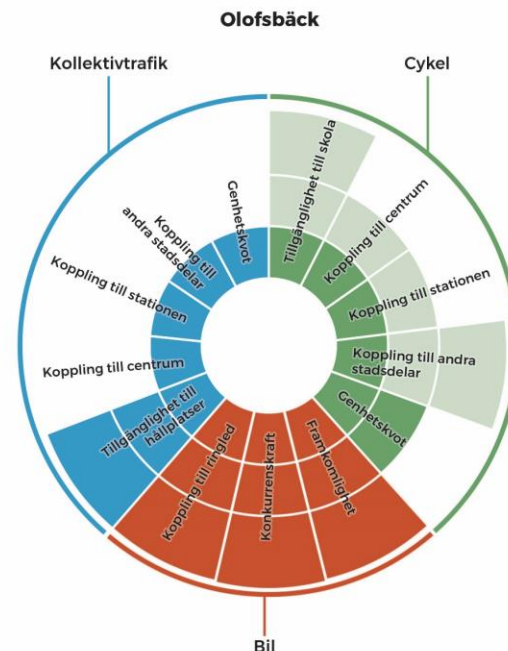 Olofsbäck
Kollektivtrafik
Cykel
Tillgänglighet till skola
Koppling till centrum
Koppling till stationen
Koppling till andra
stadsdelar
Genhetskvot
Framkomlighet
Konkurrenskraft
Koppling till ringled
Tillgänglighet till
hållplatser
Koppling till centrum
Koppling till stationen
Koppling till
andra stadsdelar
Genhetskvot
Bil